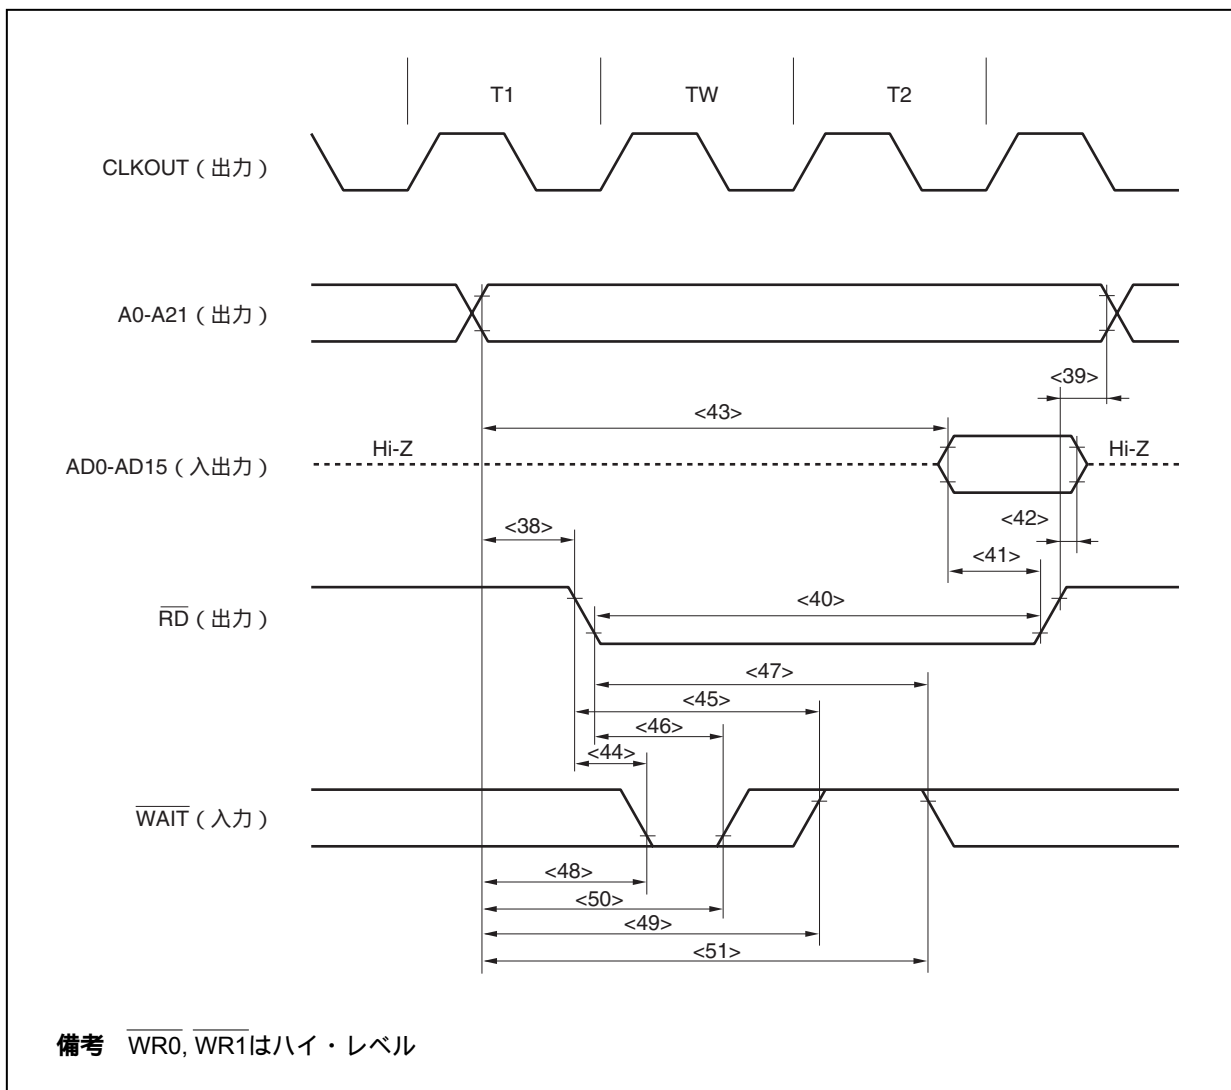 T1 TW T2
CLKOUT(出力)
A0-A21(出力)
<39>
<43>
Hi-Z Hi-Z
AD0-AD15(入出力)
<38> <42>
<41>
<40>
RD(出力)
<47>
<45>
<46>
<44>
WAIT(入力)
<48>
<50>
<49>
<51>
備考 WR0, WR1はハイ・レベル